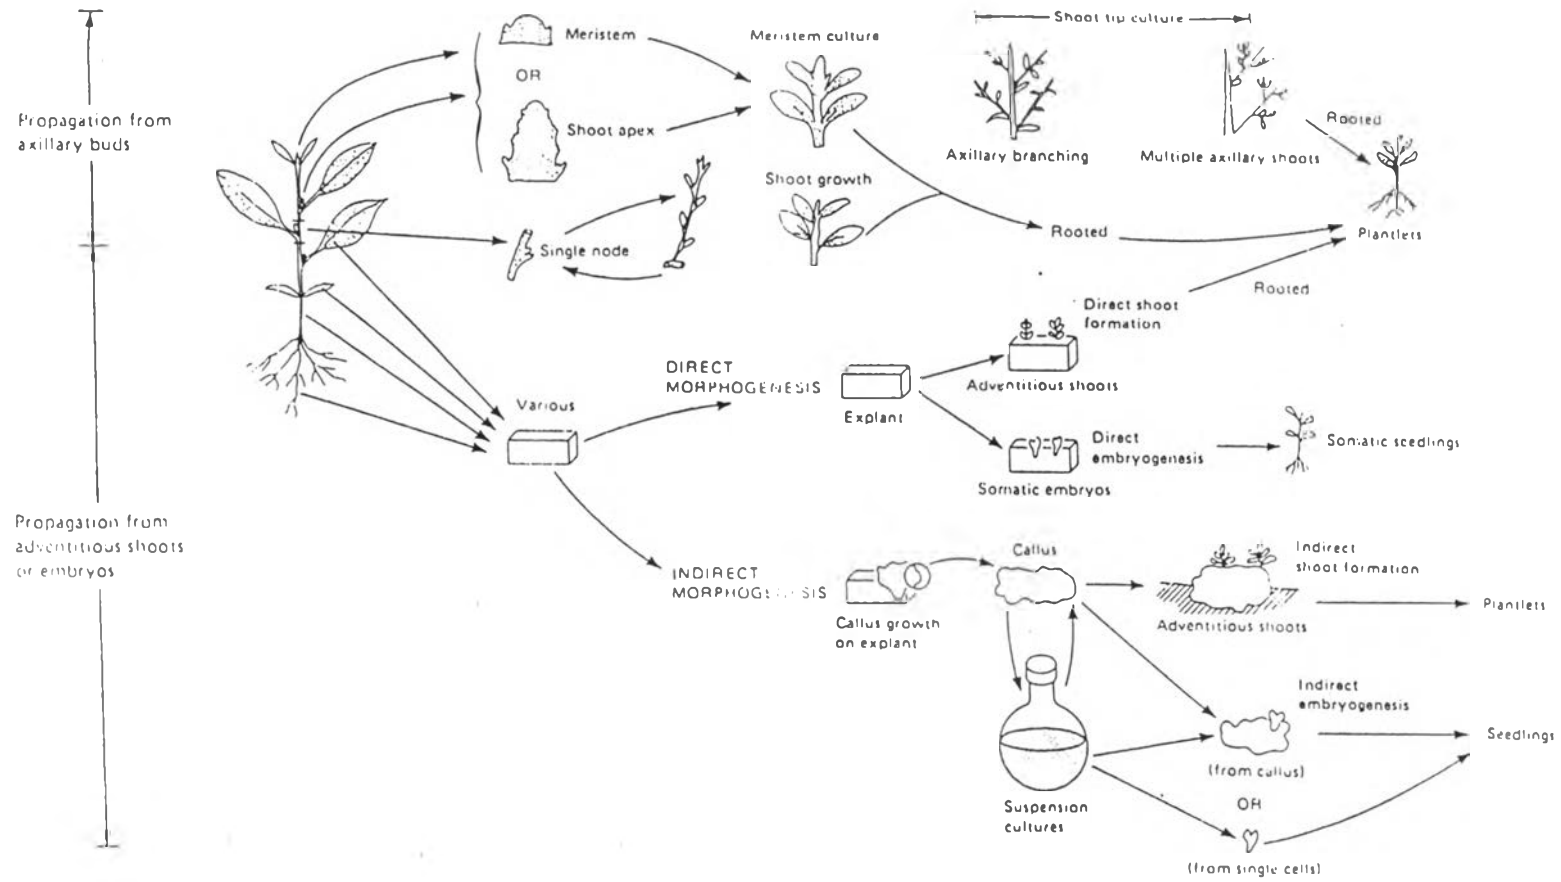 Shoot tip culture
Meristem
Meristem culture
OR
Shoot apex
Propagation from
axillary buds
Axillary branching
Multiple axillary shoots
Rooted
Shoot growth
Single node
Rooted
Plantlets
Rooted
Direct shoot
formation
DIRECT
MORPHOGENESIS
Adventitious shoots
Explant
Various
Direct
embryogenesis
Somatic seedlings
Somatic embryos
Propagation from
adventitious shoots
or embryos
INDIRECT
MORPHOGENESIS
Callus growth
on explant
Callus
Indirect
shoot formation
Adventitious shoots
Plantlets
Indirect
embryogenesis
Seedlings
(from callus)
OR
(from single cells)
Suspension
cultures